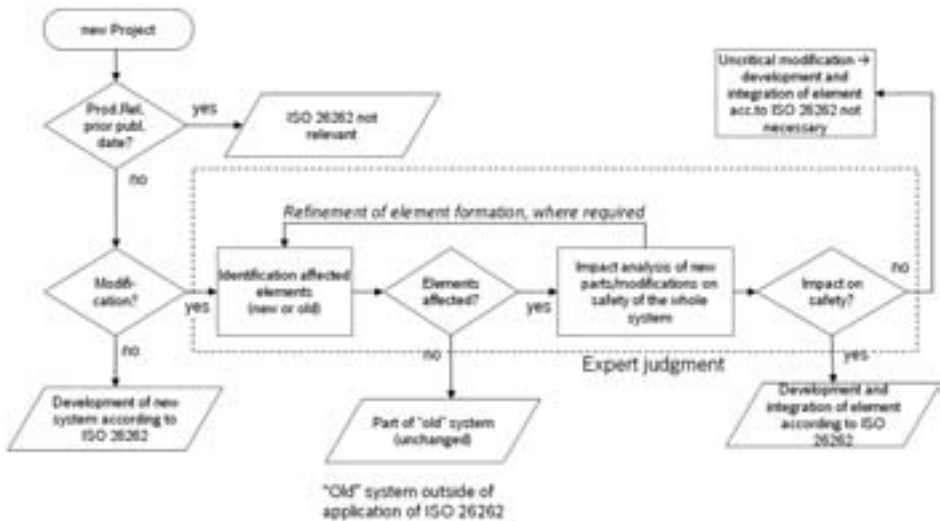 new Project
Prod.Rel.
prior publ.
date?
yes
ISO 26262 not
relevant
Uncritical modification →
development and
integration of element
acc.to ISO 26262 not
necessary
no
Refinement of element formation, where required
Modifi-
cation?
yes
Identification affected
elements
(new or old)
Elements
affected?
yes
Impact analysis of new
parts/modifications on
safety of the whole
system
Impact on
safety?
no
no
no
Expert judgment
yes
Development of new
system according to
ISO 26262
Part of "old" system
(unchanged)
Development and
integration of element
according to ISO
26262
"Old" system outside of
application of ISO 26262